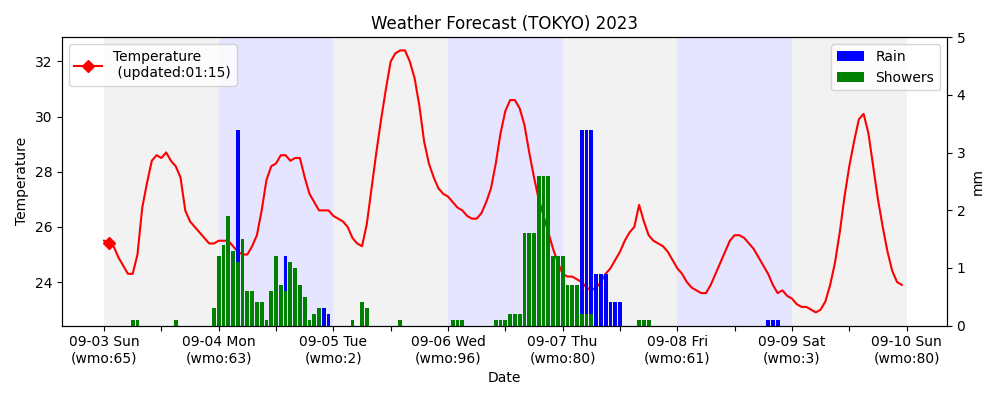 Weather Forecast (TOKYO) 2023
Temperature
(updated:01:15)
Rain
Showers
32
30
28
26
24
Temperature
5
4
3
2
1
0
mm
09-03 Sun
(wmo:65)
09-04 Mon
(wmo:63)
09-05 Tue
(wmo:2)
09-06 Wed
(wmo:96)
09-07 Thu
(wmo:80)
09-08 Fri
(wmo:61)
09-09 Sat
(wmo:3)
09-10 Sun
(wmo:80)
Date